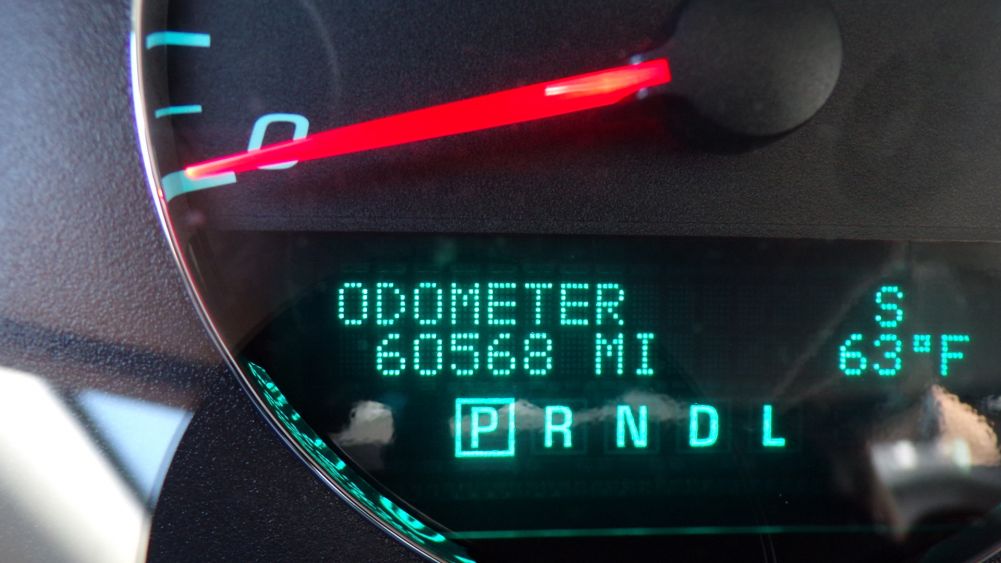 0
ODOMETER S
60568 MI 63°F
P R N D L